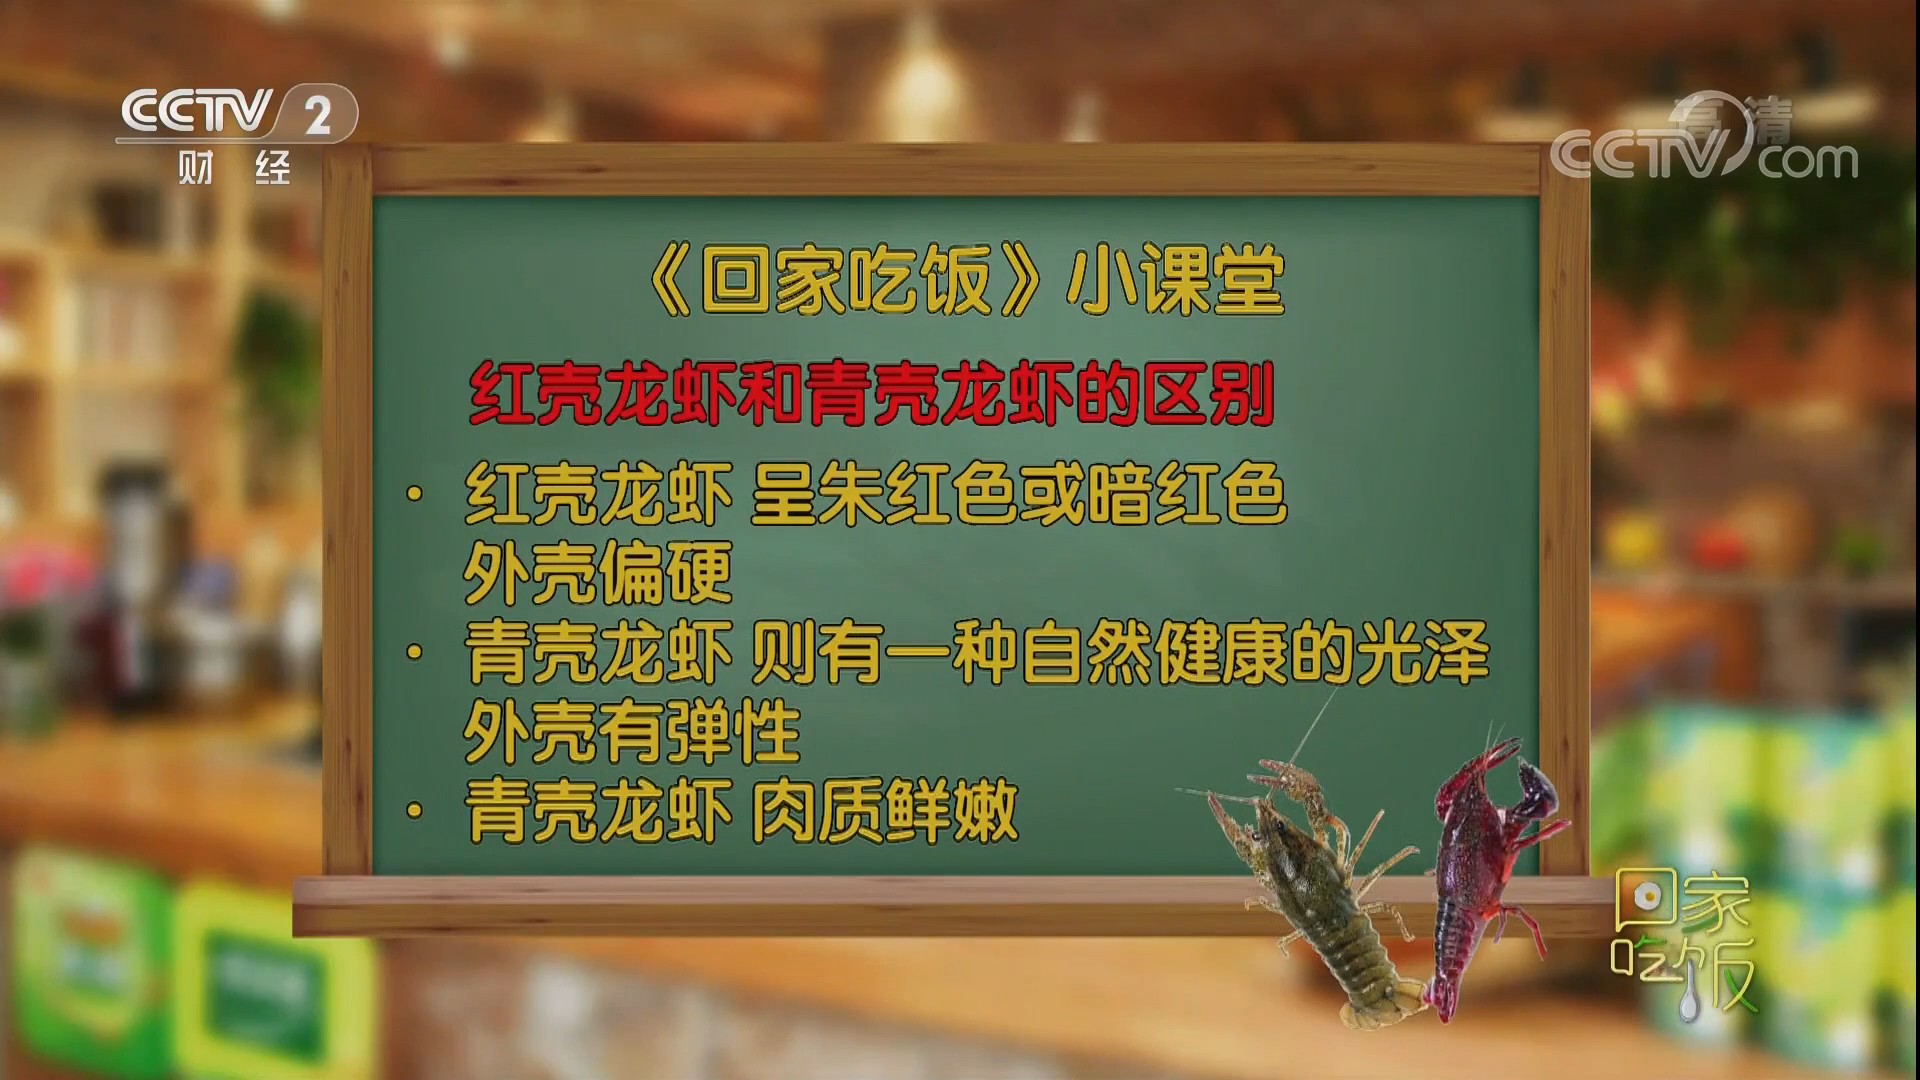 CCTV 2
财 经
高清
CCTV com
《回家吃饭》小课堂
红壳龙虾和青壳龙虾的区别
• 红壳龙虾 呈朱红色或暗红色
外壳偏硬
• 青壳龙虾 则有一种自然健康的光泽
外壳有弹性
• 青壳龙虾 肉质鲜嫩
回家
吃饭